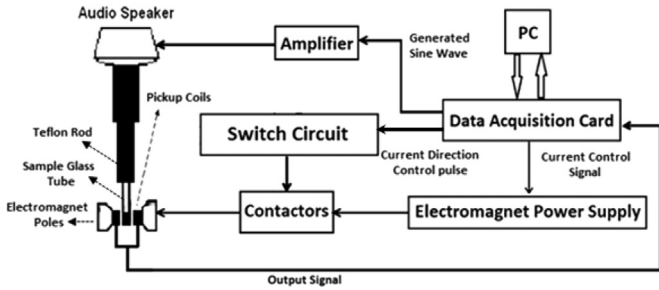 Audio Speaker
Amplifier
Generated
Sine Wave
PC
Pickup Coils
Teflon Rod
Switch Circuit
Data Acquisition Card
Current Direction
Control pulse
Current Control
Signal
Sample Glass
Tube
Electromagnet
Poles
Contactors
Electromagnet Power Supply
Output Signal